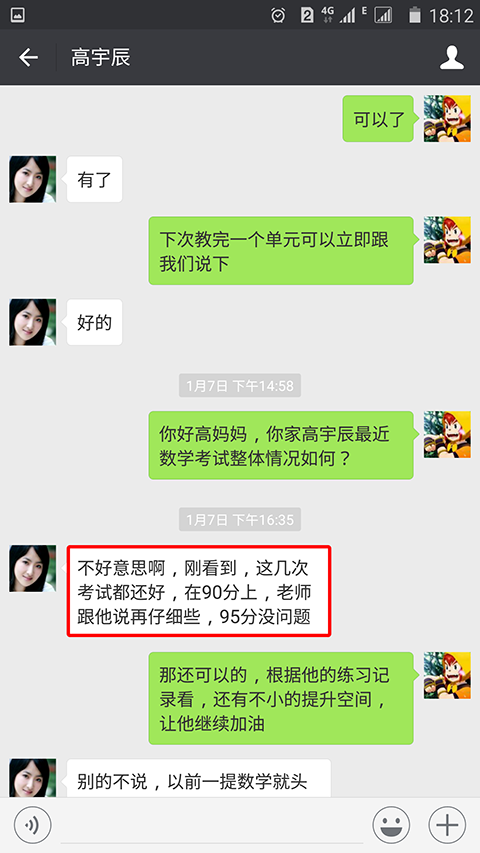 4G
2
E
18:12
高宇辰
可以了
有了
下次教完一个单元可以立即跟
我们说下
好的
1月7日 下午14:58
你好高妈妈，你家高宇辰最近
数学考试整体情况如何？
1月7日 下午16:35
不好意思啊，刚看到，这几次
考试都还好，在90分上，老师
跟他说再仔细些，95分没问题
那还可以的，根据他的练习记
录看，还有不小的提升空间，
让他继续加油
别的不说，以前一提数学就头